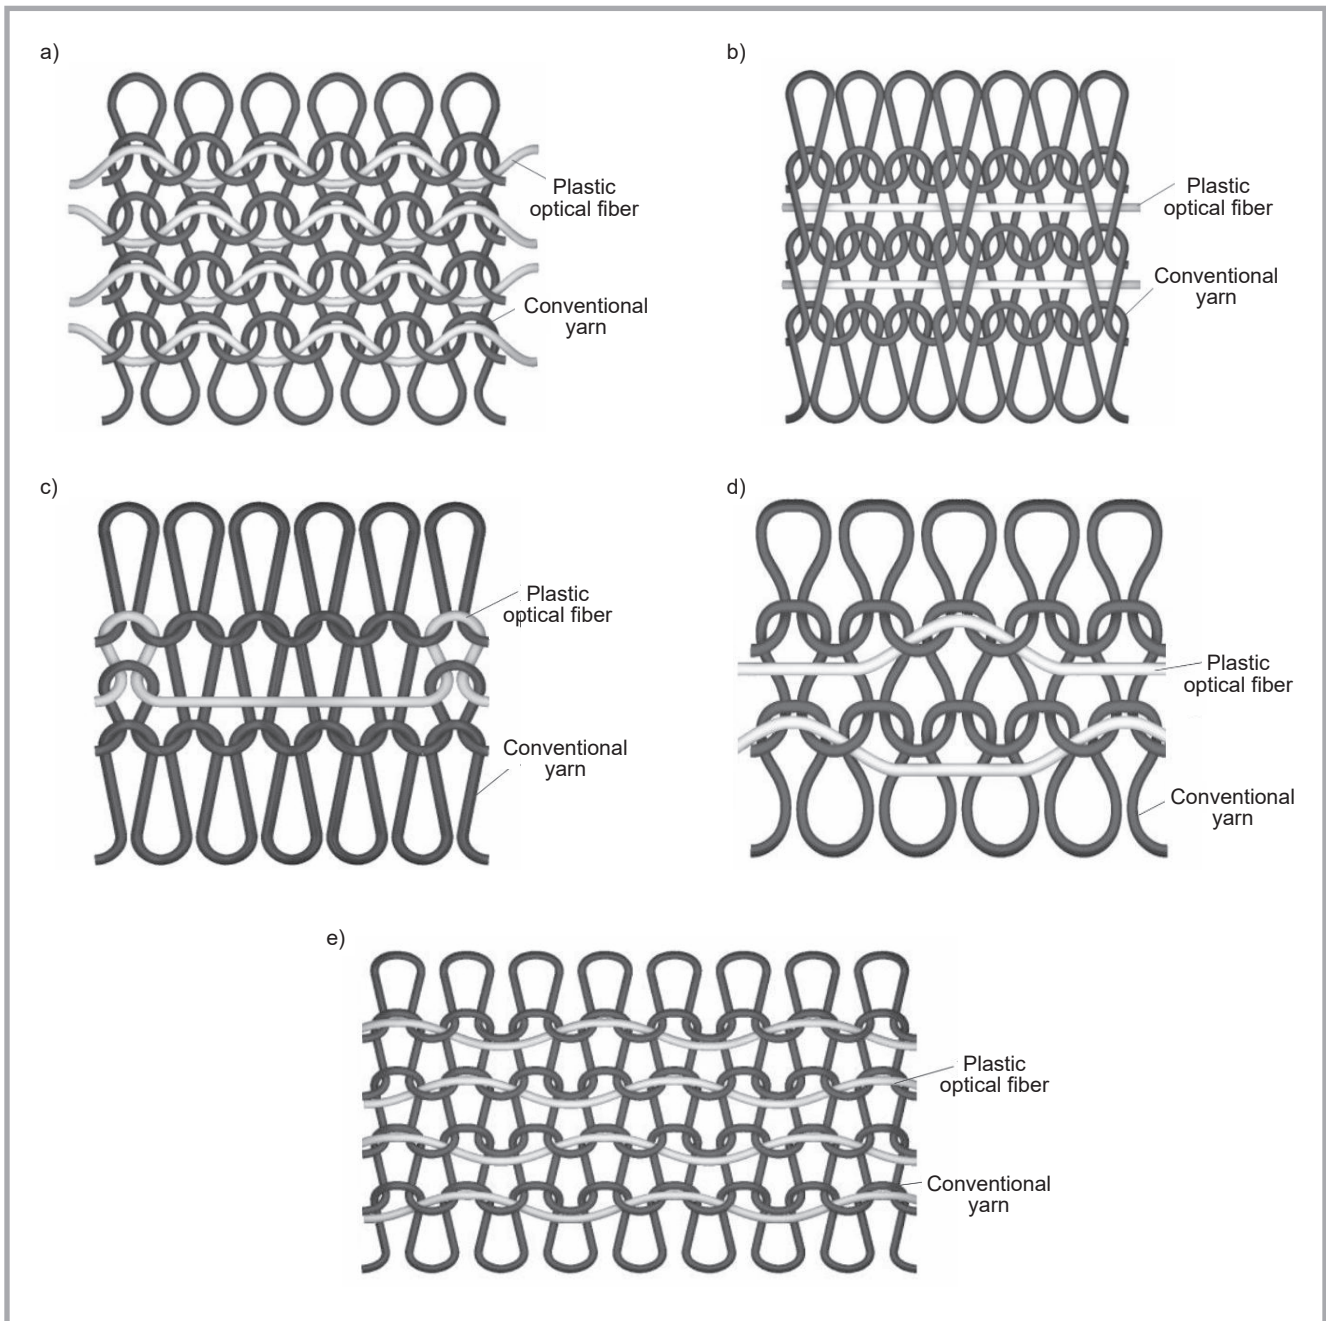 a)
Plastic
optical fiber
Conventional
yarn
b)
Plastic
optical fiber
Conventional
yarn
c)
Plastic
optical fiber
Conventional
yarn
d)
Plastic
optical fiber
Conventional
yarn
e)
Plastic
optical fiber
Conventional
yarn